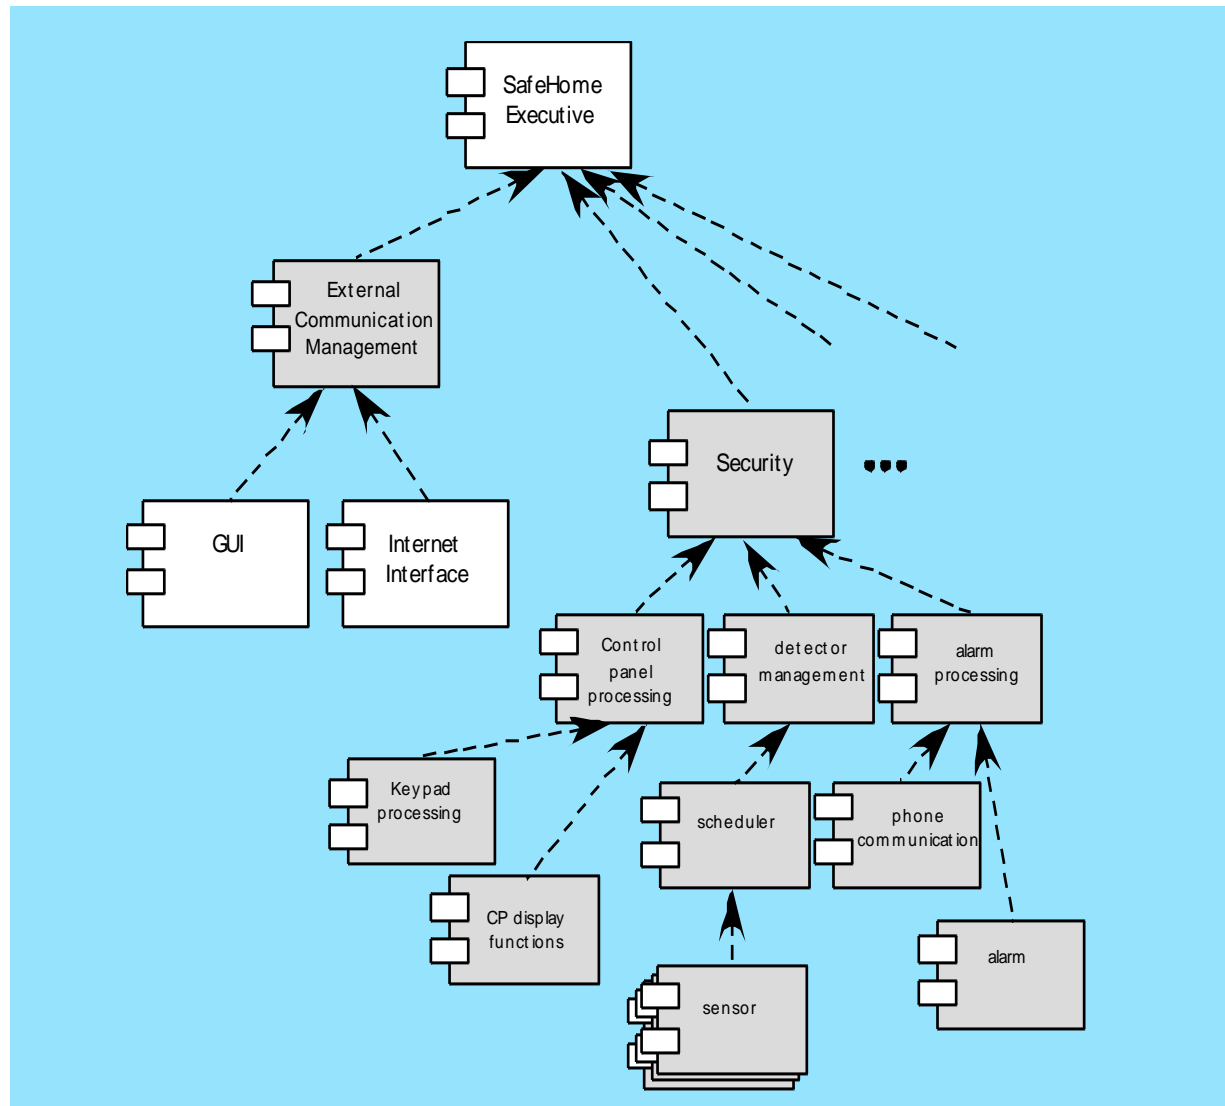 SafeHome
Executive
External
Communication
Management
Security
GUI
Internet
Interface
Control
panel
processing
detector
management
alarm
processing
Keypad
processing
scheduler
phone
communication
CP display
functions
alarm
sensor